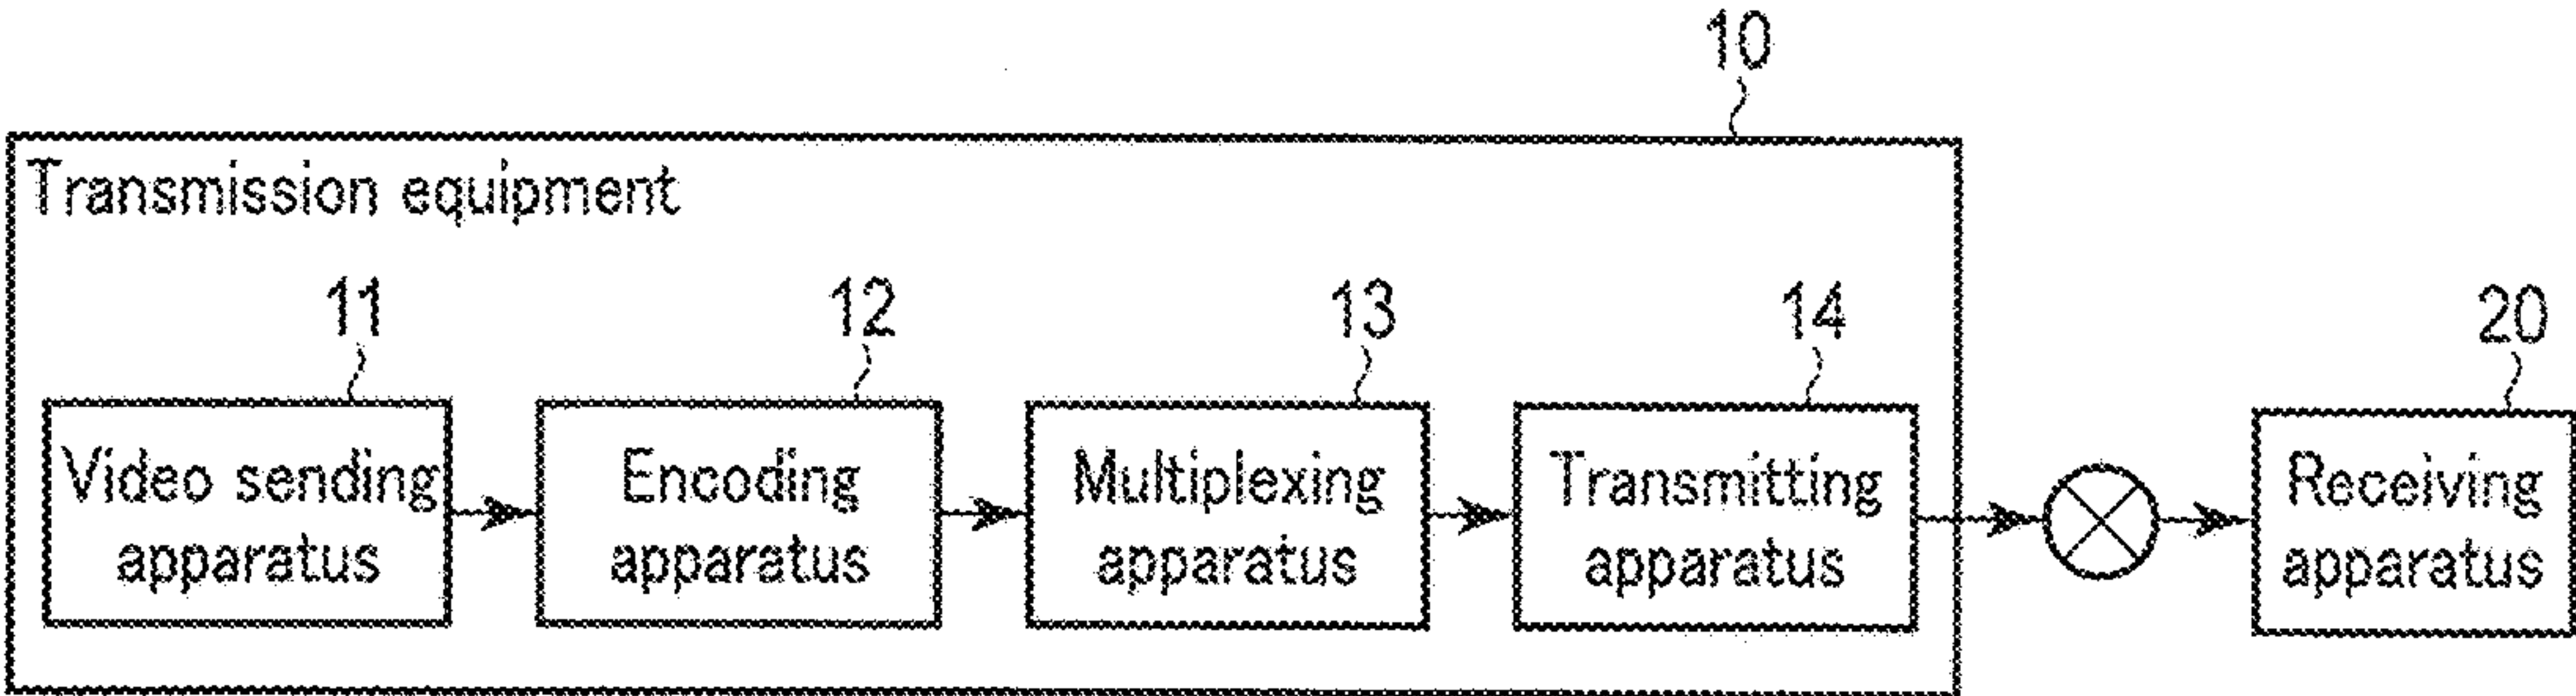 10
Transmission equipment
11
12
13
14
20
Video sending
apparatus
Encoding
apparatus
Multiplexing
apparatus
Transmitting
apparatus
Receiving
apparatus